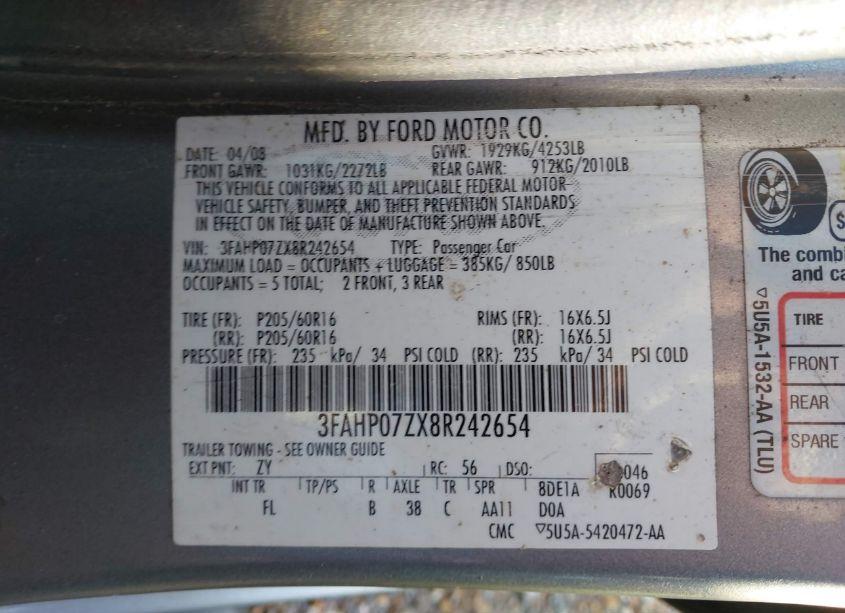 MFD. BY FORD MOTOR CO.
DATE: 04/08 GVWR: 1929KG/4253LB
FRONT GAWR: 1031KG/2272LB REAR GAWR: 912KG/2010LB
THIS VEHICLE CONFORMS TO ALL APPLICABLE FEDERAL MOTOR
VEHICLE SAFETY, BUMPER, AND THEFT PREVENTION STANDARDS
IN EFFECT ON THE DATE OF MANUFACTURE SHOWN ABOVE.
VIN: 3FAHP07ZX8R242654 TYPE: Passenger Car
MAXIMUM LOAD = OCCUPANTS + LUGGAGE = 385KG/ 850LB
OCCUPANTS = 5 TOTAL; 2 FRONT, 3 REAR
TIRE (FR): P205/60R16 RIMS (FR): 16X6.5J
(RR): P205/60R16 (RR): 16X6.5J
PRESSURE (FR): 235 kPa/ 34 PSI COLD (RR): 235 kPa/ 34 PSI COLD
3FAHP07ZX8R242654
TRAILER TOWING - SEE OWNER GUIDE
EXT PNT: ZY RC: 56 DSO: 046
INT TR TP/PS R AXLE TR SPR 8DE1A R0069
FL B 38 C AA11 D0A
CMC ▽5U5A-5420472-AA
$
The combi
and ca
TIRE
FRONT
REAR
SPARE
▽5U5A-1532-AA (TLU)